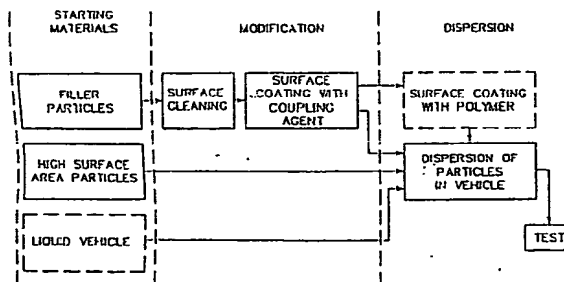 STARTING
MATERIALS
MODIFICATION
DISPERSION
FILLER
PARTICLES
SURFACE
CLEANING
SURFACE
COATING WITH
COUPLING
AGENT
SURFACE COATING
WITH POLYMER
HIGH SURFACE
AREA PARTICLES
DISPERSION OF
PARTICLES
IN VEHICLE
LIQUID VEHICLE
TEST